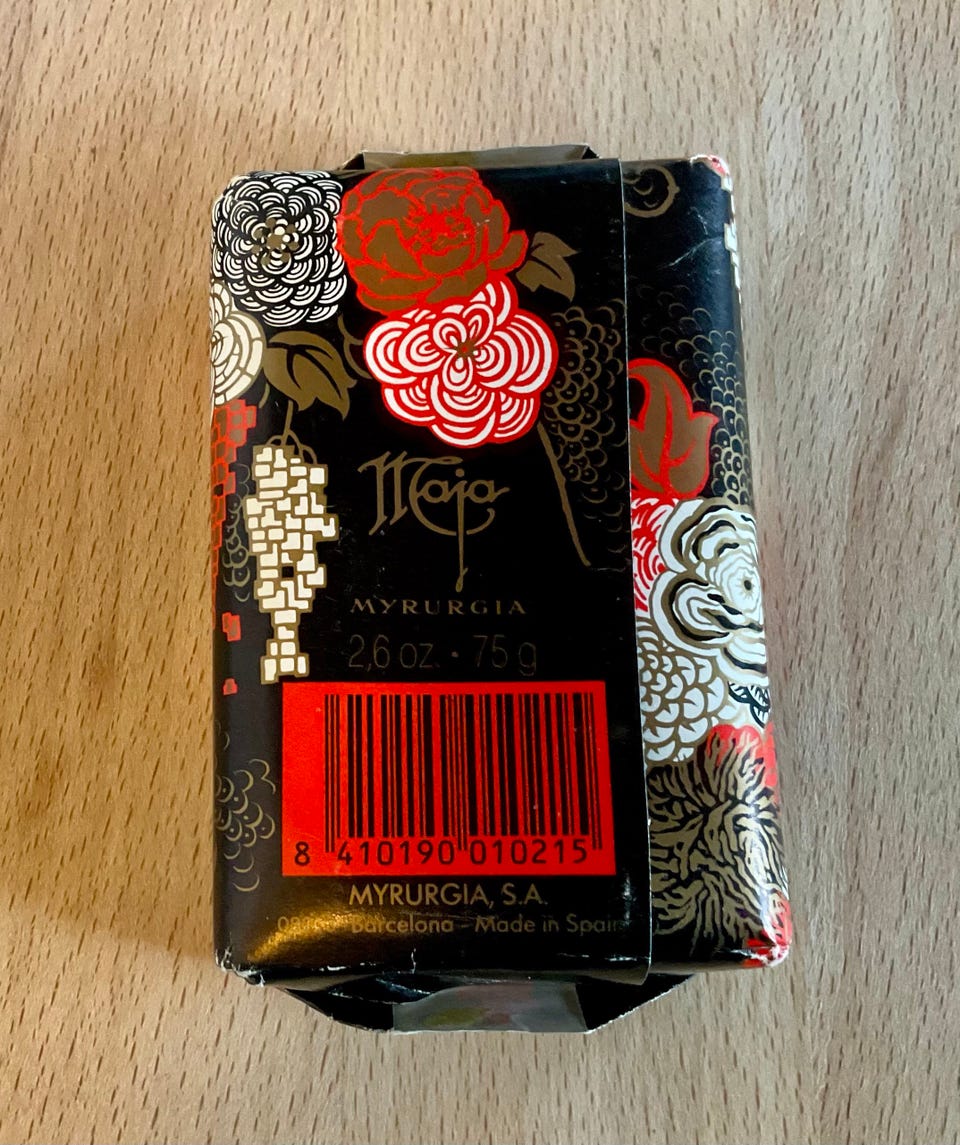 Maja
MYRURGIA
2,6 oz. • 75 g
8 410190 010215
MYRURGIA, S.A.
Barcelona - Made in Spain